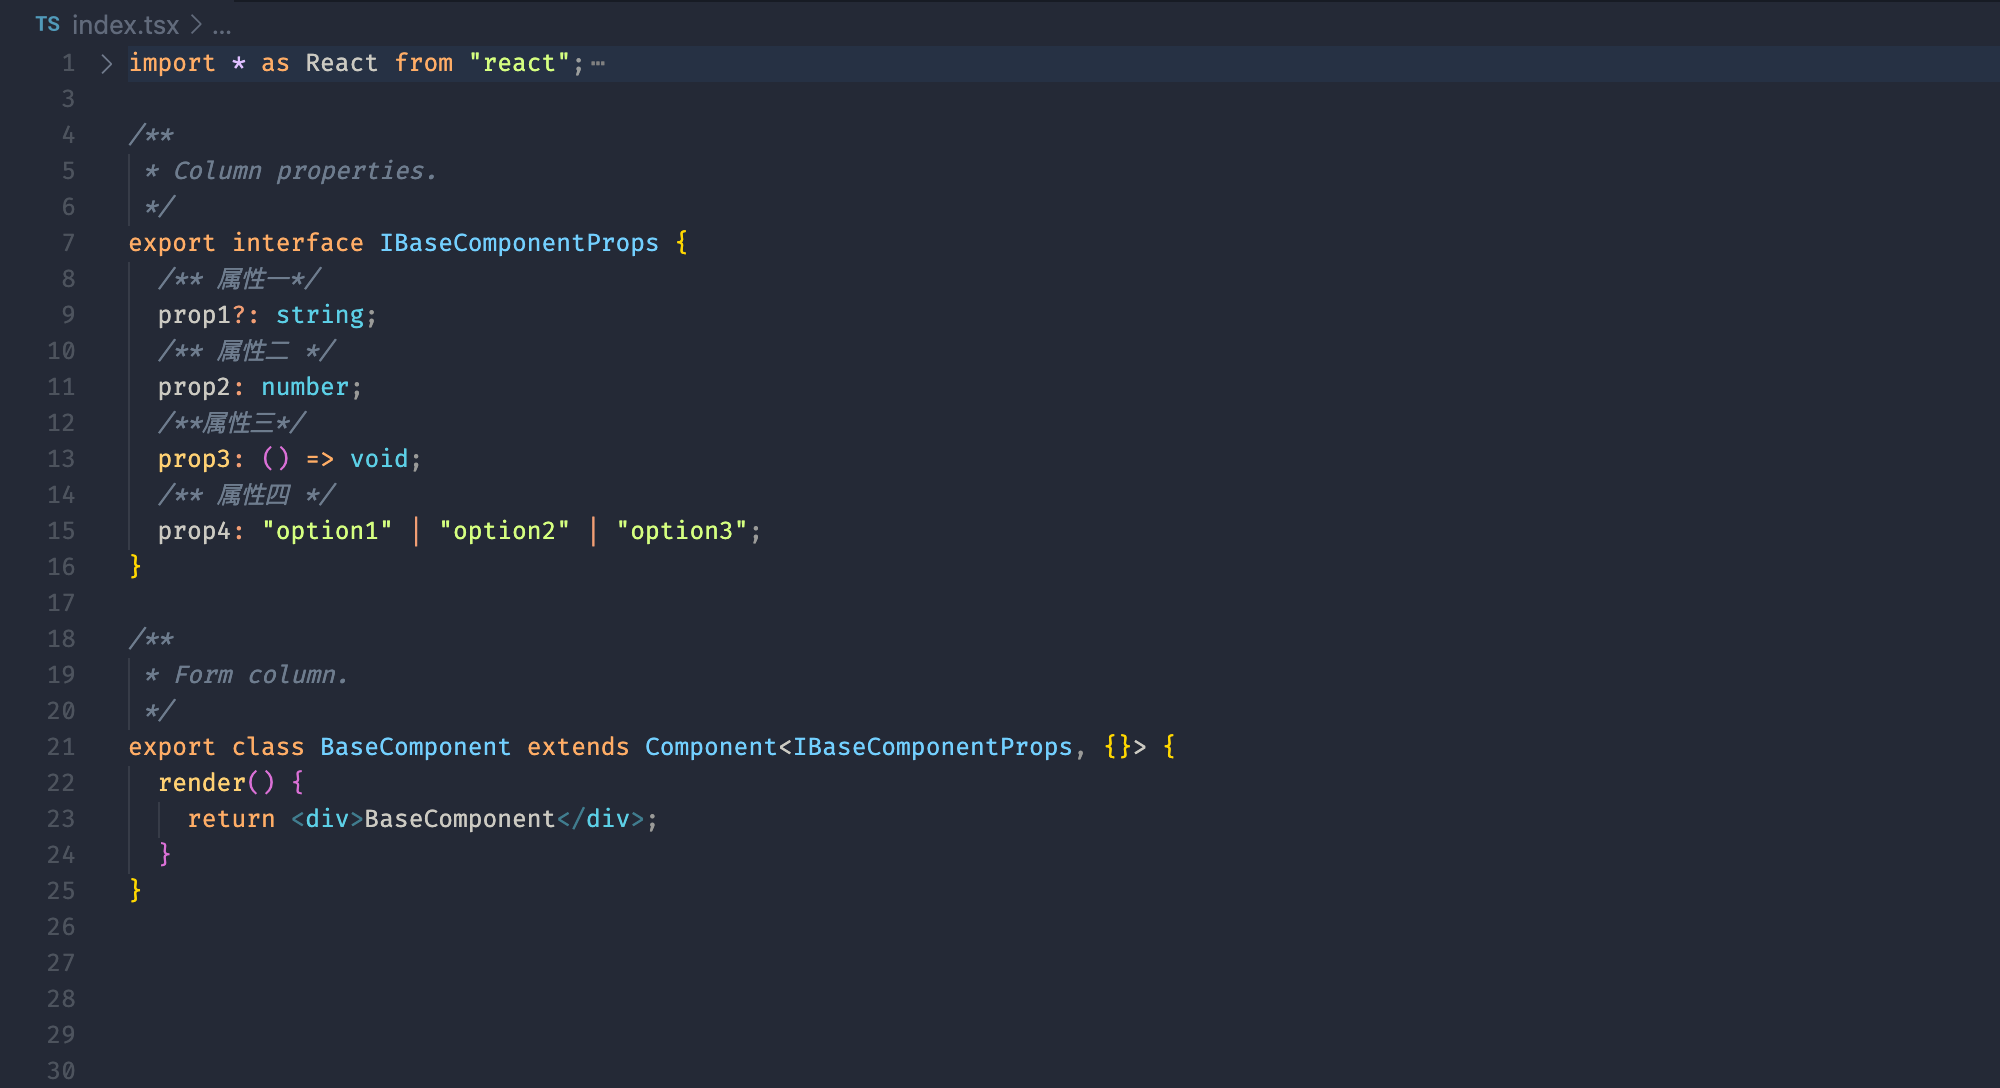 TS index.tsx > ...
1 > import * as React from "react";⋯
3
4 /**
5  * Column properties.
6  */
7 export interface IBaseComponentProps {
8   /** 属性一*/
9   prop1?: string;
10   /** 属性二 */
11   prop2: number;
12   /**属性三*/
13   prop3: () => void;
14   /** 属性四 */
15   prop4: "option1" | "option2" | "option3";
16 }
17
18 /**
19  * Form column.
20  */
21 export class BaseComponent extends Component<IBaseComponentProps, {}> {
22   render() {
23     return <div>BaseComponent</div>;
24   }
25 }
26
27
28
29
30